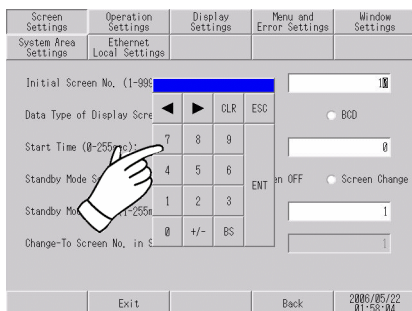 Screen Settings
Operation Settings
Display Settings
Menu and Error Settings
Window Settings
System Area Settings
Ethernet Local Settings
Initial Screen No. (1-999
Data Type of Display Scre
BCD
Start Time (0-255sec):
0
Standby Mode
en OFF
Screen Change
Standby Mo
-255m
1
Change-To Screen No. in S
1
◀ ▶ CLR ESC
7 8 9
4 5 6
ENT
1 2 3
0 +/- BS
Exit
Back
2006/05/22
01:58:04